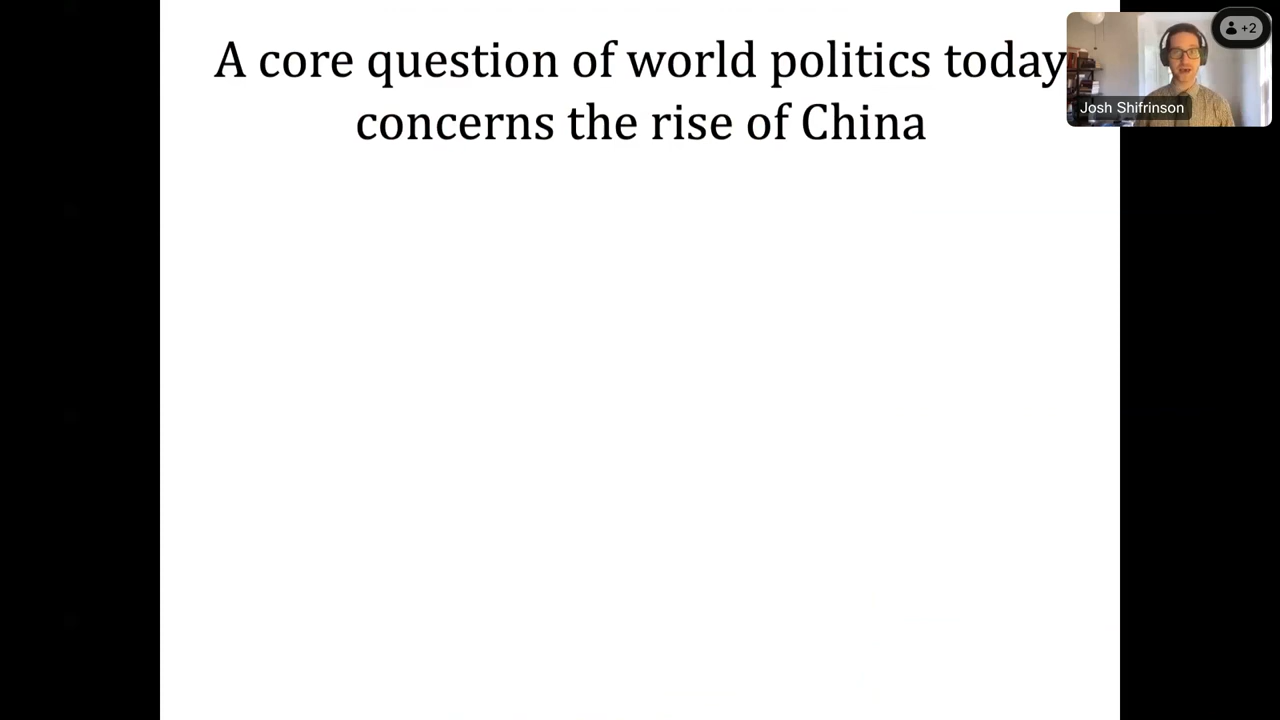 A core question of world politics today
concerns the rise of China
+2
Josh Shifrinson